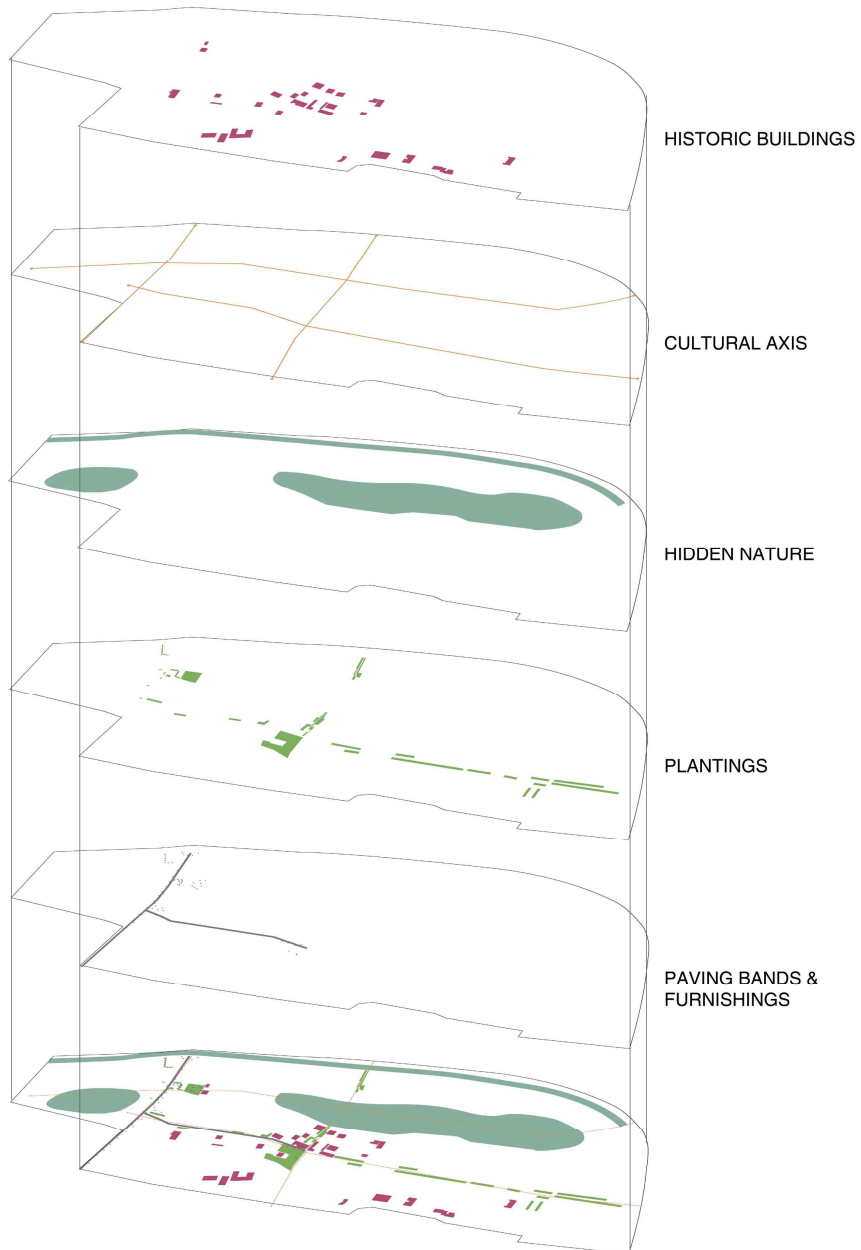 HISTORIC BUILDINGS
CULTURAL AXIS
HIDDEN NATURE
PLANTINGS
PAVING BANDS &
FURNISHINGS